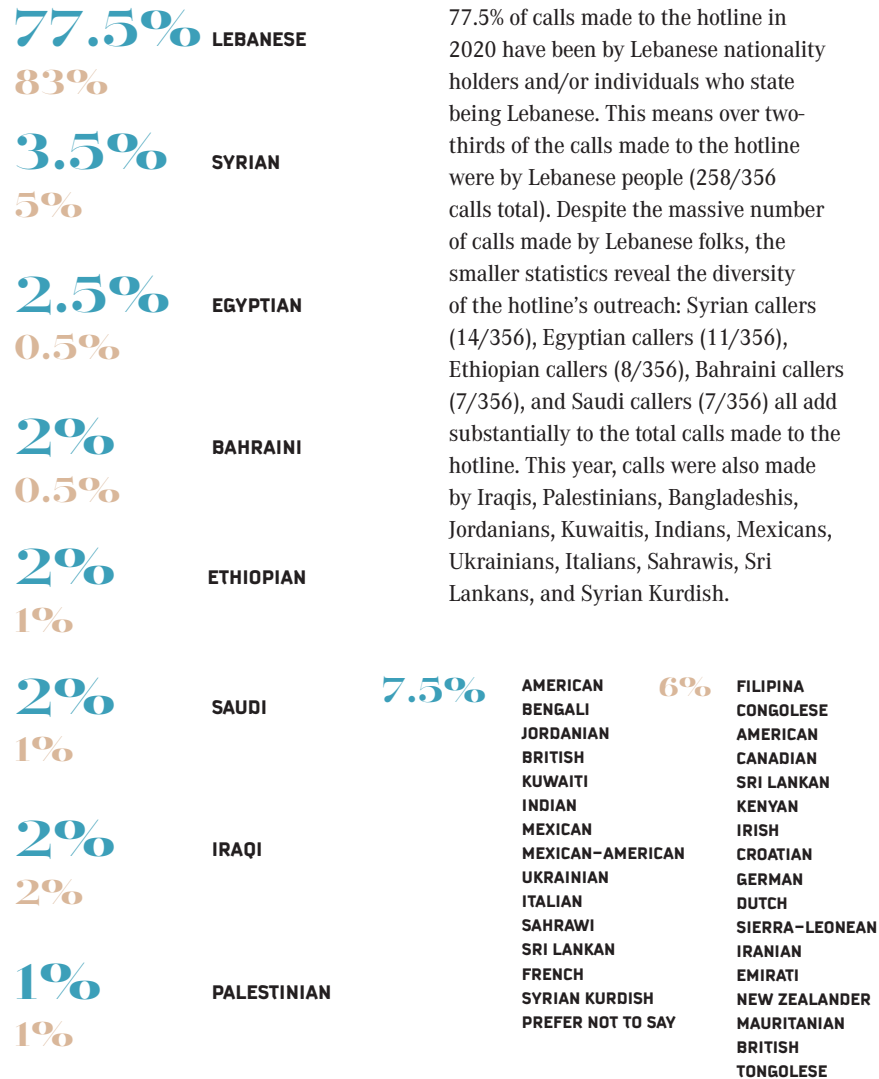 77.5% LEBANESE
83%
3.5% SYRIAN
5%
2.5% EGYPTIAN
0.5%
2% BAHRAINI
0.5%
2% ETHIOPIAN
1%
2% SAUDI
1%
2% IRAQI
2%
1% PALESTINIAN
1%
77.5% of calls made to the hotline in
2020 have been by Lebanese nationality
holders and/or individuals who state
being Lebanese. This means over two-
thirds of the calls made to the hotline
were by Lebanese people (258/356
calls total). Despite the massive number
of calls made by Lebanese folks, the
smaller statistics reveal the diversity
of the hotline’s outreach: Syrian callers
(14/356), Egyptian callers (11/356),
Ethiopian callers (8/356), Bahraini callers
(7/356), and Saudi callers (7/356) all add
substantially to the total calls made to the
hotline. This year, calls were also made
by Iraqis, Palestinians, Bangladeshis,
Jordanians, Kuwaitis, Indians, Mexicans,
Ukrainians, Italians, Sahrawis, Sri
Lankans, and Syrian Kurdish.
7.5% AMERICAN
BENGALI
JORDANIAN
BRITISH
KUWAITI
INDIAN
MEXICAN
MEXICAN-AMERICAN
UKRAINIAN
ITALIAN
SAHRAWI
SRI LANKAN
FRENCH
SYRIAN KURDISH
PREFER NOT TO SAY
6% FILIPINA
CONGOLESE
AMERICAN
CANADIAN
SRI LANKAN
KENYAN
IRISH
CROATIAN
GERMAN
DUTCH
SIERRA-LEONEAN
IRANIAN
EMIRATI
NEW ZEALANDER
MAURITANIAN
BRITISH
TONGOLESE